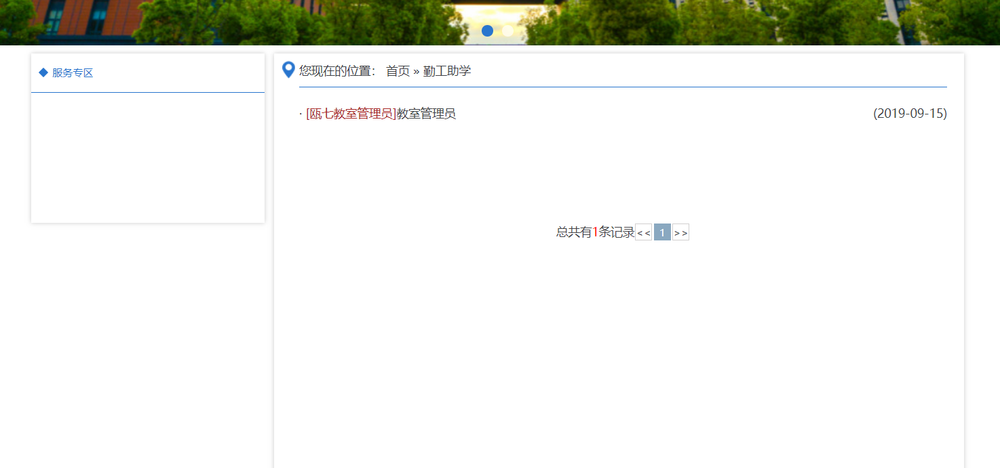 服务专区
您现在的位置： 首页 » 勤工助学
· [瓯七教室管理员]教室管理员 (2019-09-15)
总共有1条记录<< 1 >>